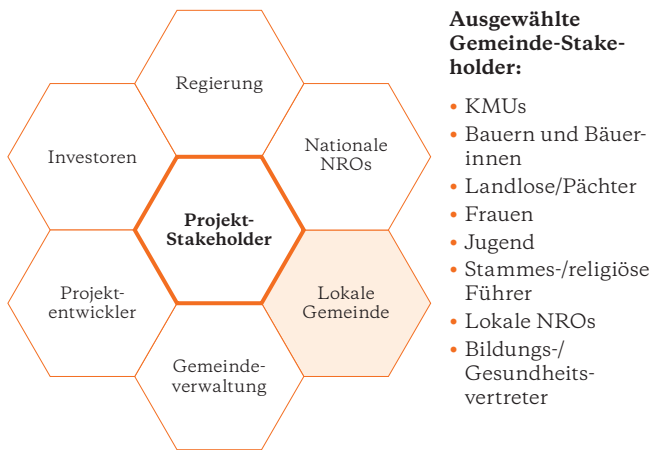 Regierung
Investoren
Nationale
NROs
Projekt-
Stakeholder
Projekt-
entwickler
Lokale
Gemeinde
Gemeinde-
verwaltung
Ausgewählte
Gemeinde-Stake-
holder:
• KMUs
• Bauern und Bäuer-
innen
• Landlose/Pächter
• Frauen
• Jugend
• Stammes-/religiöse
Führer
• Lokale NROs
• Bildungs-/
Gesundheits-
vertreter